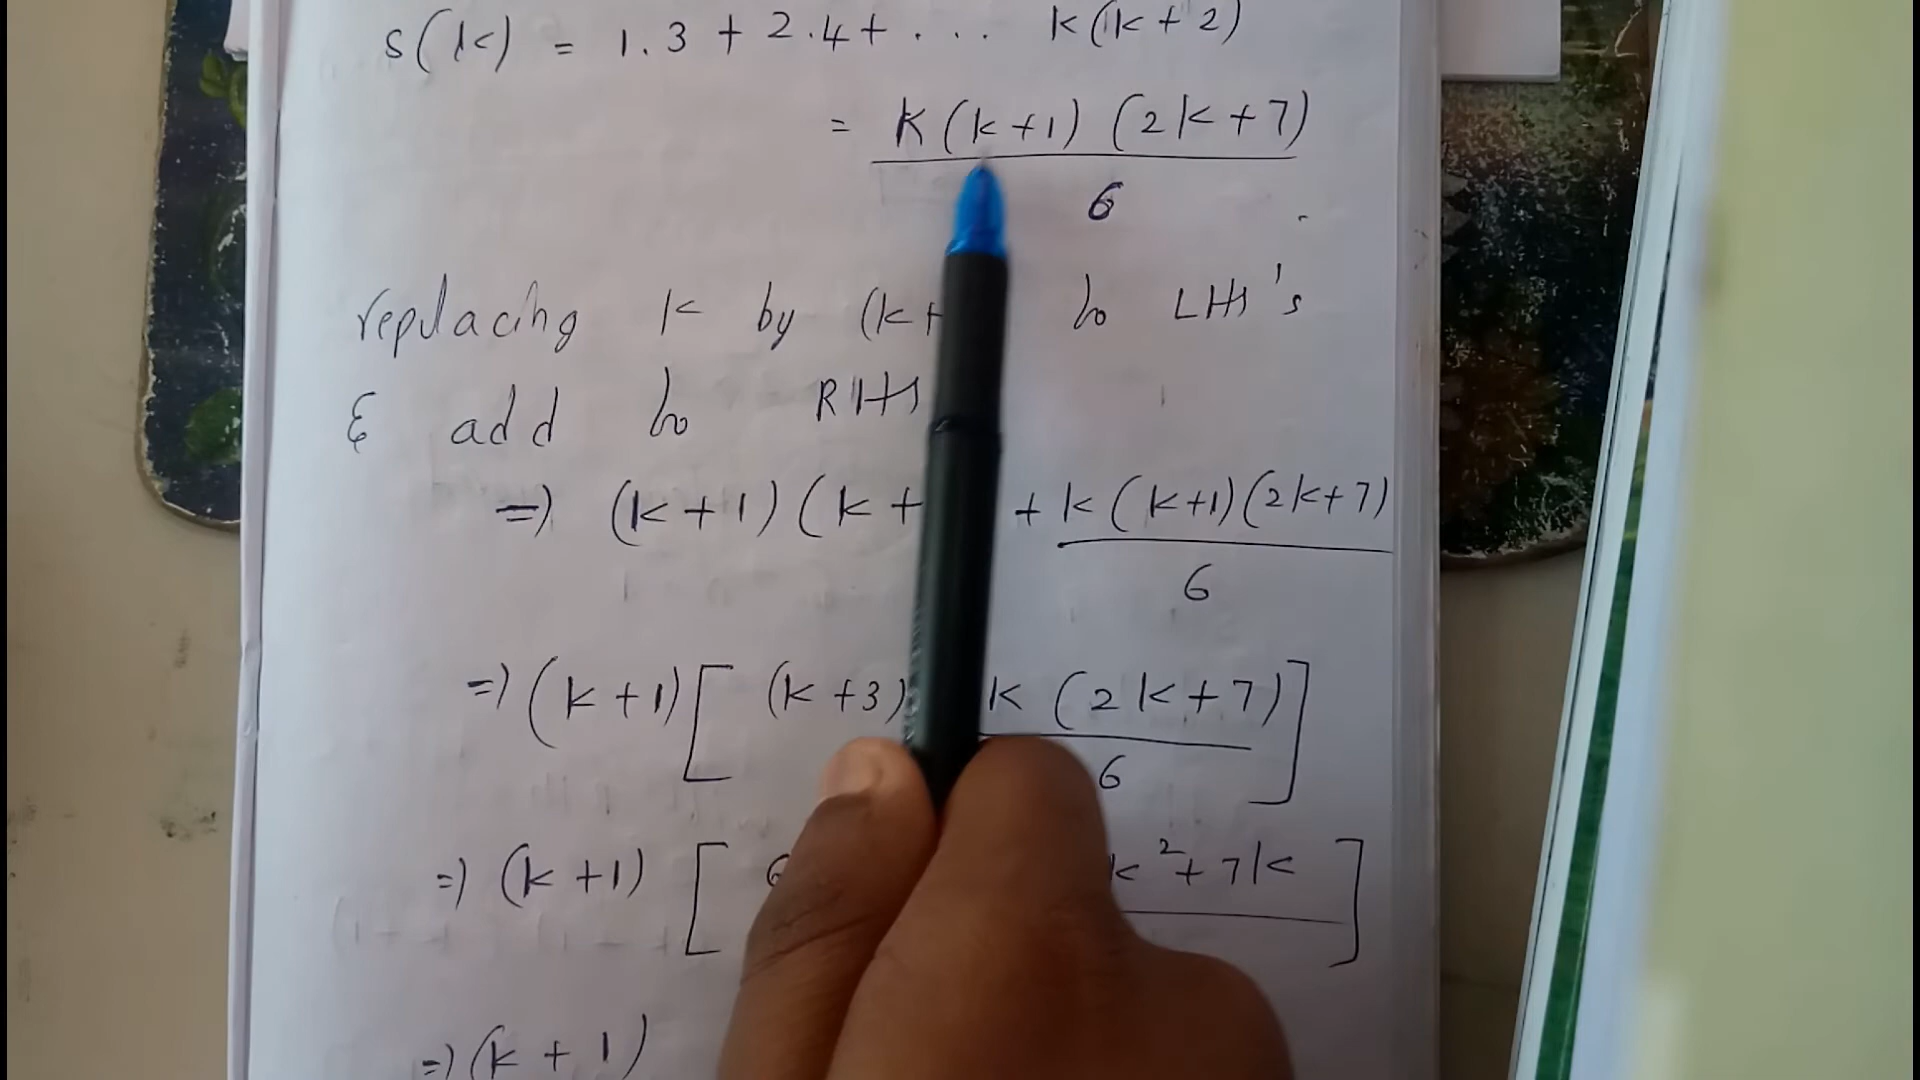 s(k) = 1.3 + 2.4 + . . . k(k + 2)
= k(k+1) (2k+7)
6
replacing k by (k+ to LHS's
& add to RHS
=) (k+1)(k+ + k(k+1)(2k+7)
6
=) (k+1)[ (k+3) k (2k+7)]
6
=) (k+1) [ 6 k²+7k ]
=) (k + 1)